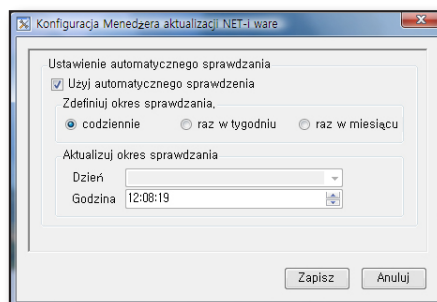 Konfiguracja Menedżera aktualizacji NET-i ware
Ustawienie automatycznego sprawdzania
Użyj automatycznego sprawdzenia
Zdefiniuj okres sprawdzania,
codziennie raz w tygodniu raz w miesiącu
Aktualizuj okres sprawdzania
Dzień
Godzina 12:08:19
Zapisz Anuluj